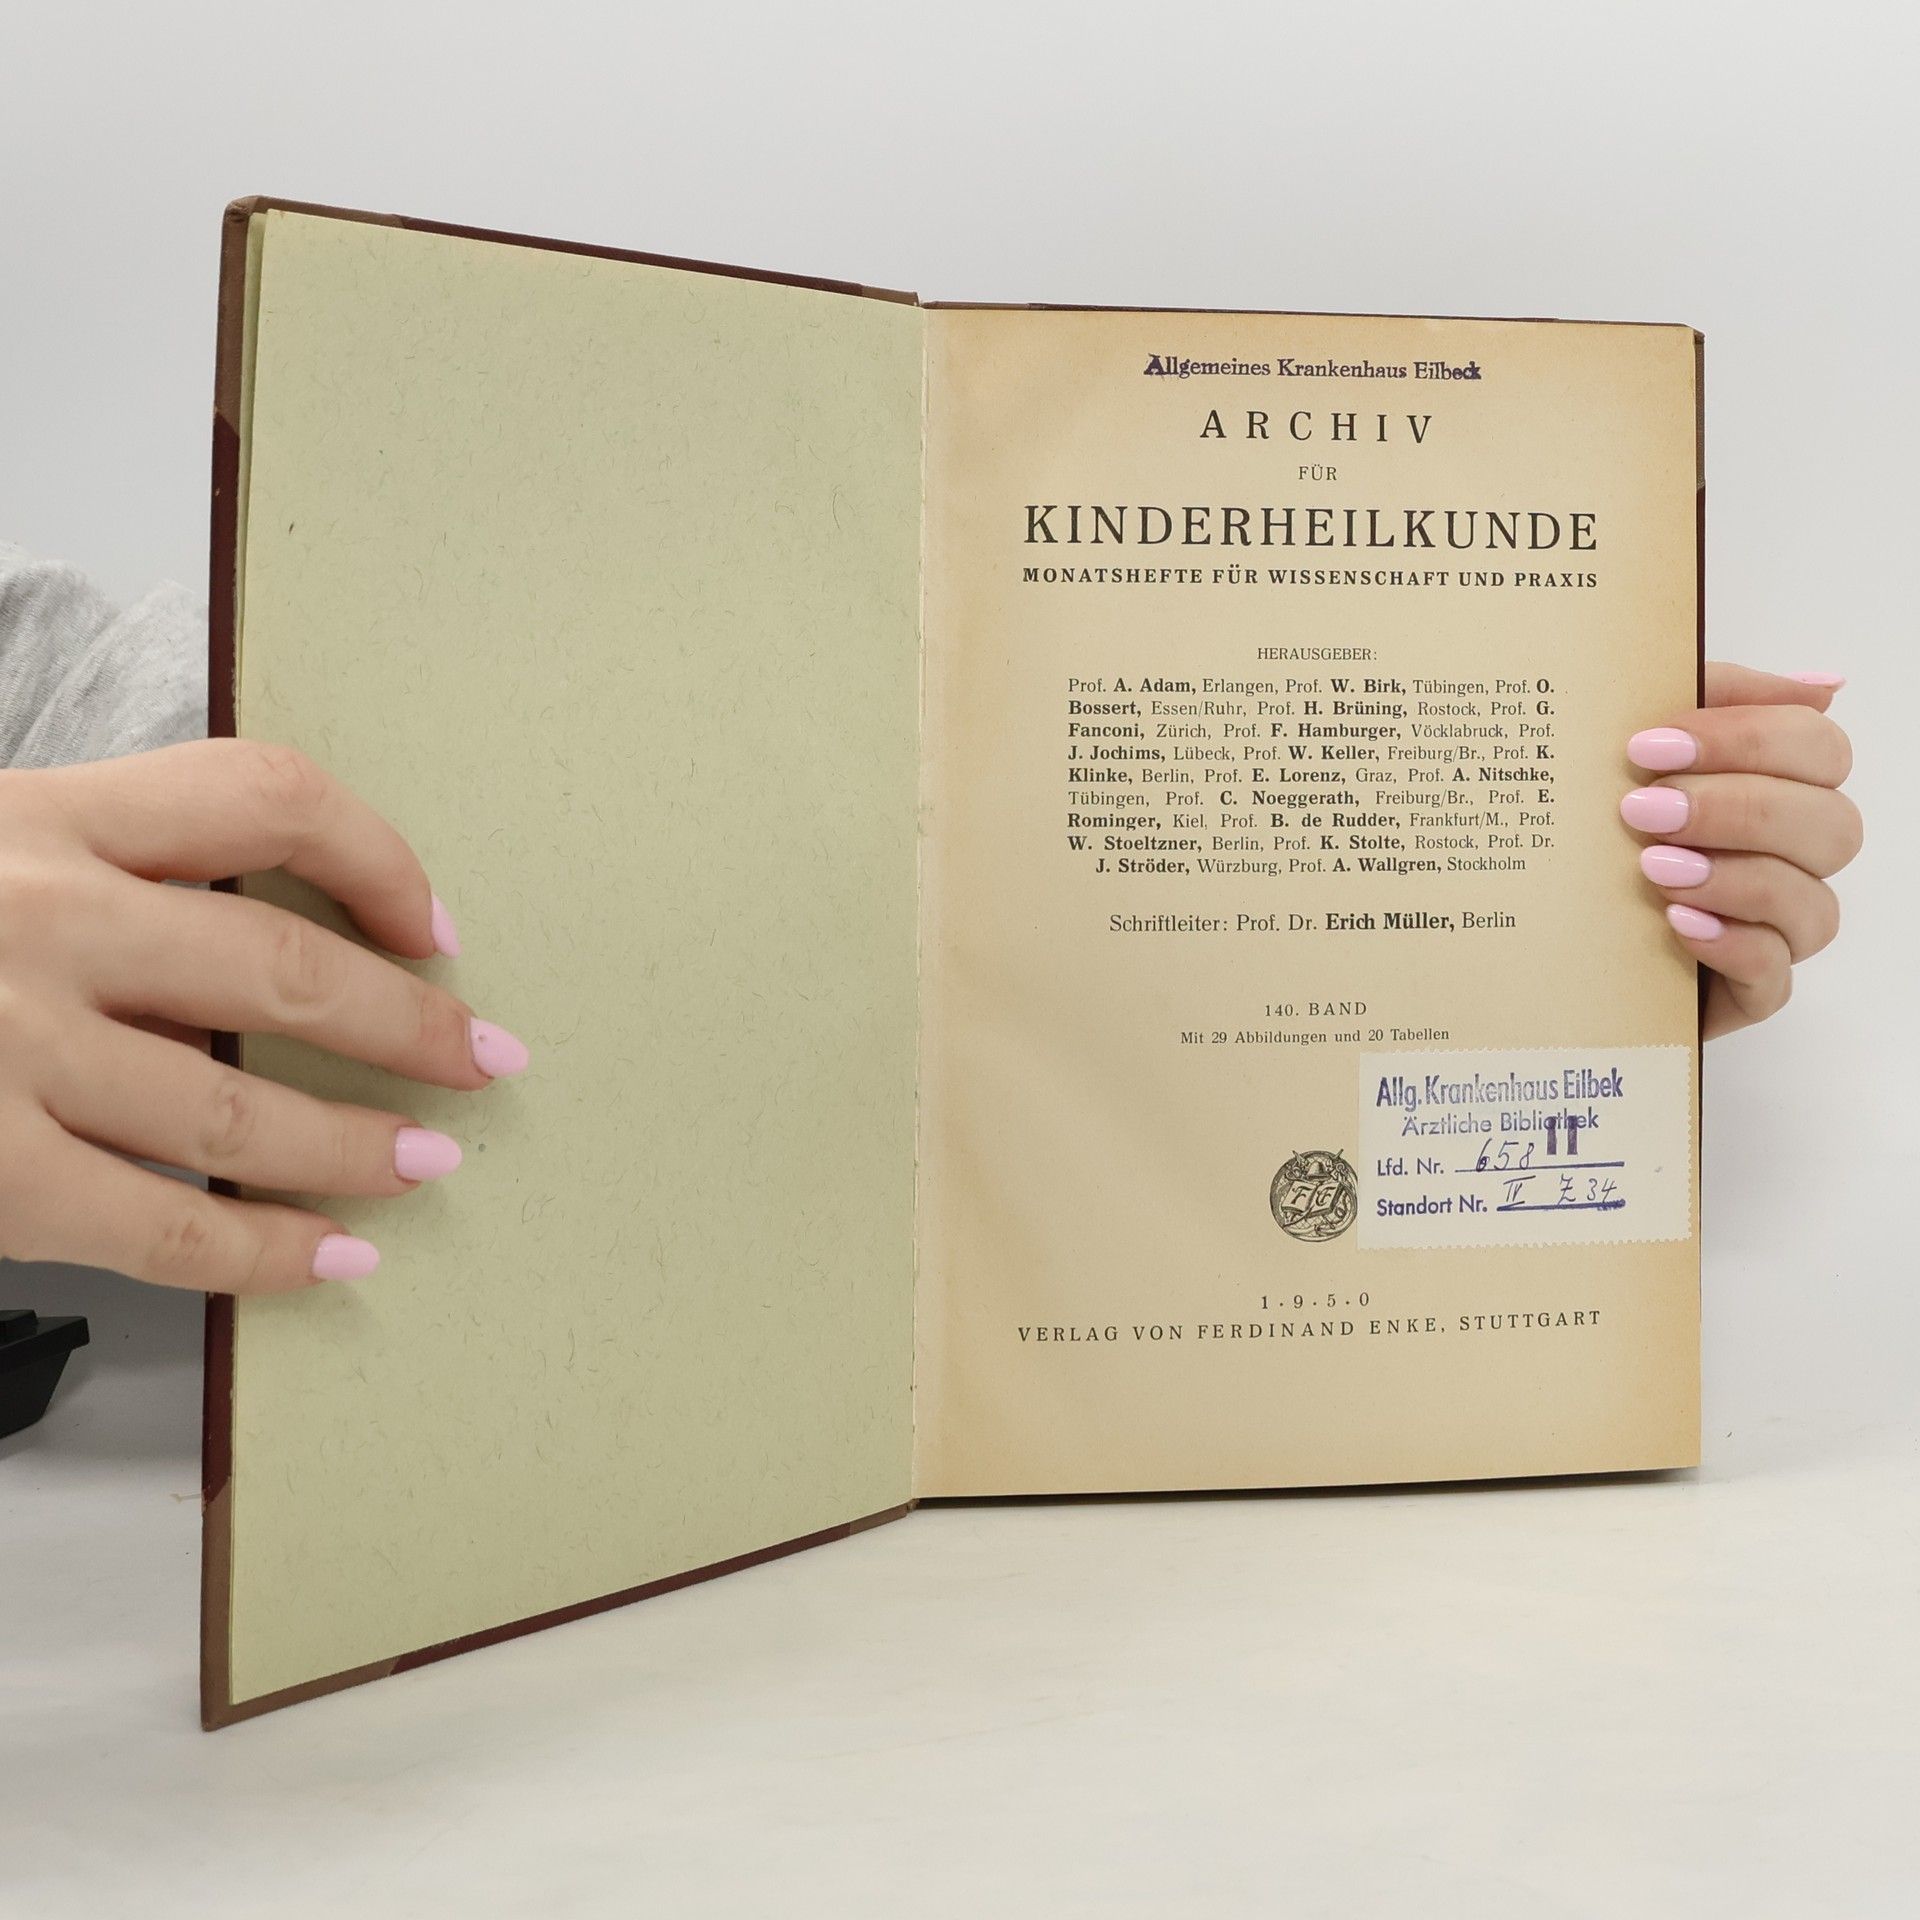 Allgemeines Krankenhaus Eilbeck
ARCHIV
FÜR
KINDERHEILKUNDE
MONATSHEFTE FÜR WISSENSCHAFT UND PRAXIS
HERAUSGEBER:
Prof. A. Adam, Erlangen, Prof. W. Birk, Tübingen, Prof. O.
Bossert, Essen/Ruhr, Prof. H. Brüning, Rostock, Prof. G.
Fanconi, Zürich, Prof. F. Hamburger, Vöcklabruck, Prof.
J. Jochims, Lübeck, Prof. W. Keller, Freiburg/Br., Prof. K.
Klinke, Berlin, Prof. E. Lorenz, Graz, Prof. A. Nitschke,
Tübingen, Prof. C. Noeggerath, Freiburg/Br., Prof. E.
Rominger, Kiel, Prof. B. de Rudder, Frankfurt/M., Prof.
W. Stoeltzner, Berlin, Prof. K. Stolte, Rostock, Prof. Dr.
J. Ströder, Würzburg, Prof. A. Wallgren, Stockholm
Schriftleiter: Prof. Dr. Erich Müller, Berlin
140. BAND
Mit 29 Abbildungen und 20 Tabellen
Allg. Krankenhaus Eilbek
Ärztliche Bibliothek
II
Lfd. Nr. 658
Standort Nr. IV Z 34
F E
1·9·5·0
VERLAG VON FERDINAND ENKE, STUTTGART